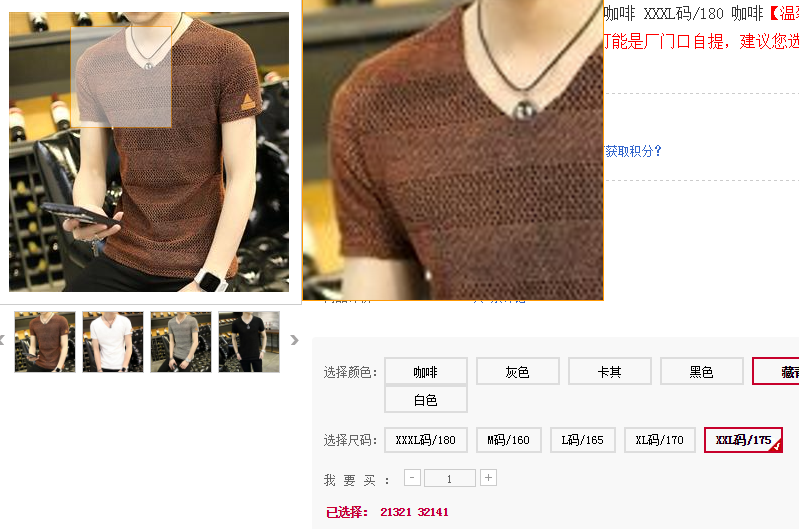 咖啡 XXXL码/180 咖啡【温
可能是厂门口自提，建议您选
获取积分?
选择颜色: 咖啡 灰色 卡其 黑色 藏青
白色
选择尺码: XXXL码/180 M码/160 L码/165 XL码/170 XXL码/175
我 要 买 : - 1 +
已选择: 21321 32141